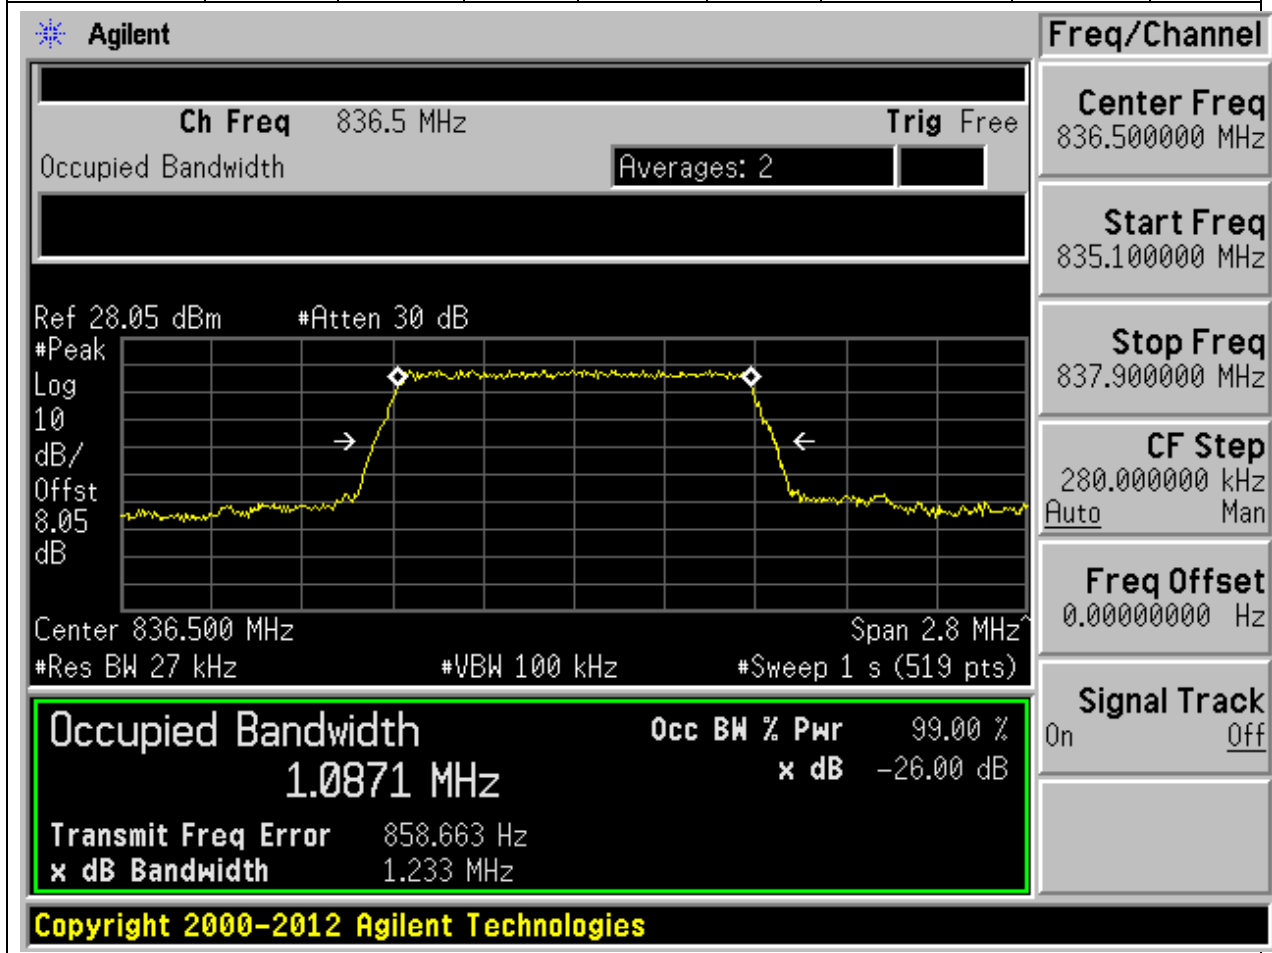 Agilent
Freq/Channel
Ch Freq 836.5 MHz Trig Free
Occupied Bandwidth Averages: 2
Center Freq
836.500000 MHz
Start Freq
835.100000 MHz
Stop Freq
837.900000 MHz
CF Step
280.000000 kHz
Auto Man
Freq Offset
0.00000000 Hz
Signal Track
On Off
Ref 28.05 dBm #Atten 30 dB
#Peak
Log
10
dB/
Offst
8.05
dB
Center 836.500 MHz Span 2.8 MHz^
#Res BW 27 kHz #VBW 100 kHz #Sweep 1 s (519 pts)
Occupied Bandwidth Occ BW % Pwr 99.00 %
1.0871 MHz x dB -26.00 dB
Transmit Freq Error 858.663 Hz
x dB Bandwidth 1.233 MHz
Copyright 2000-2012 Agilent Technologies